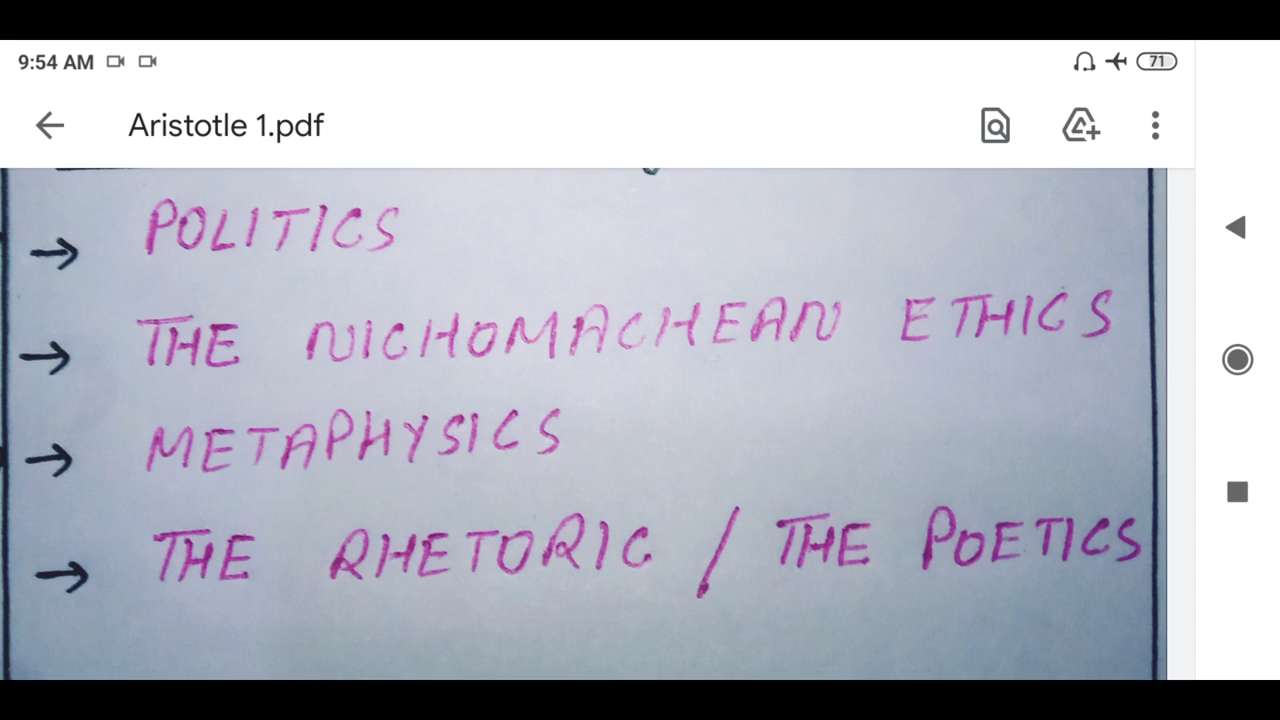 9:54 AM 71
Aristotle 1.pdf
→ POLITICS
→ THE NICHOMACHEAN ETHICS
→ METAPHYSICS
→ THE RHETORIC / THE POETICS